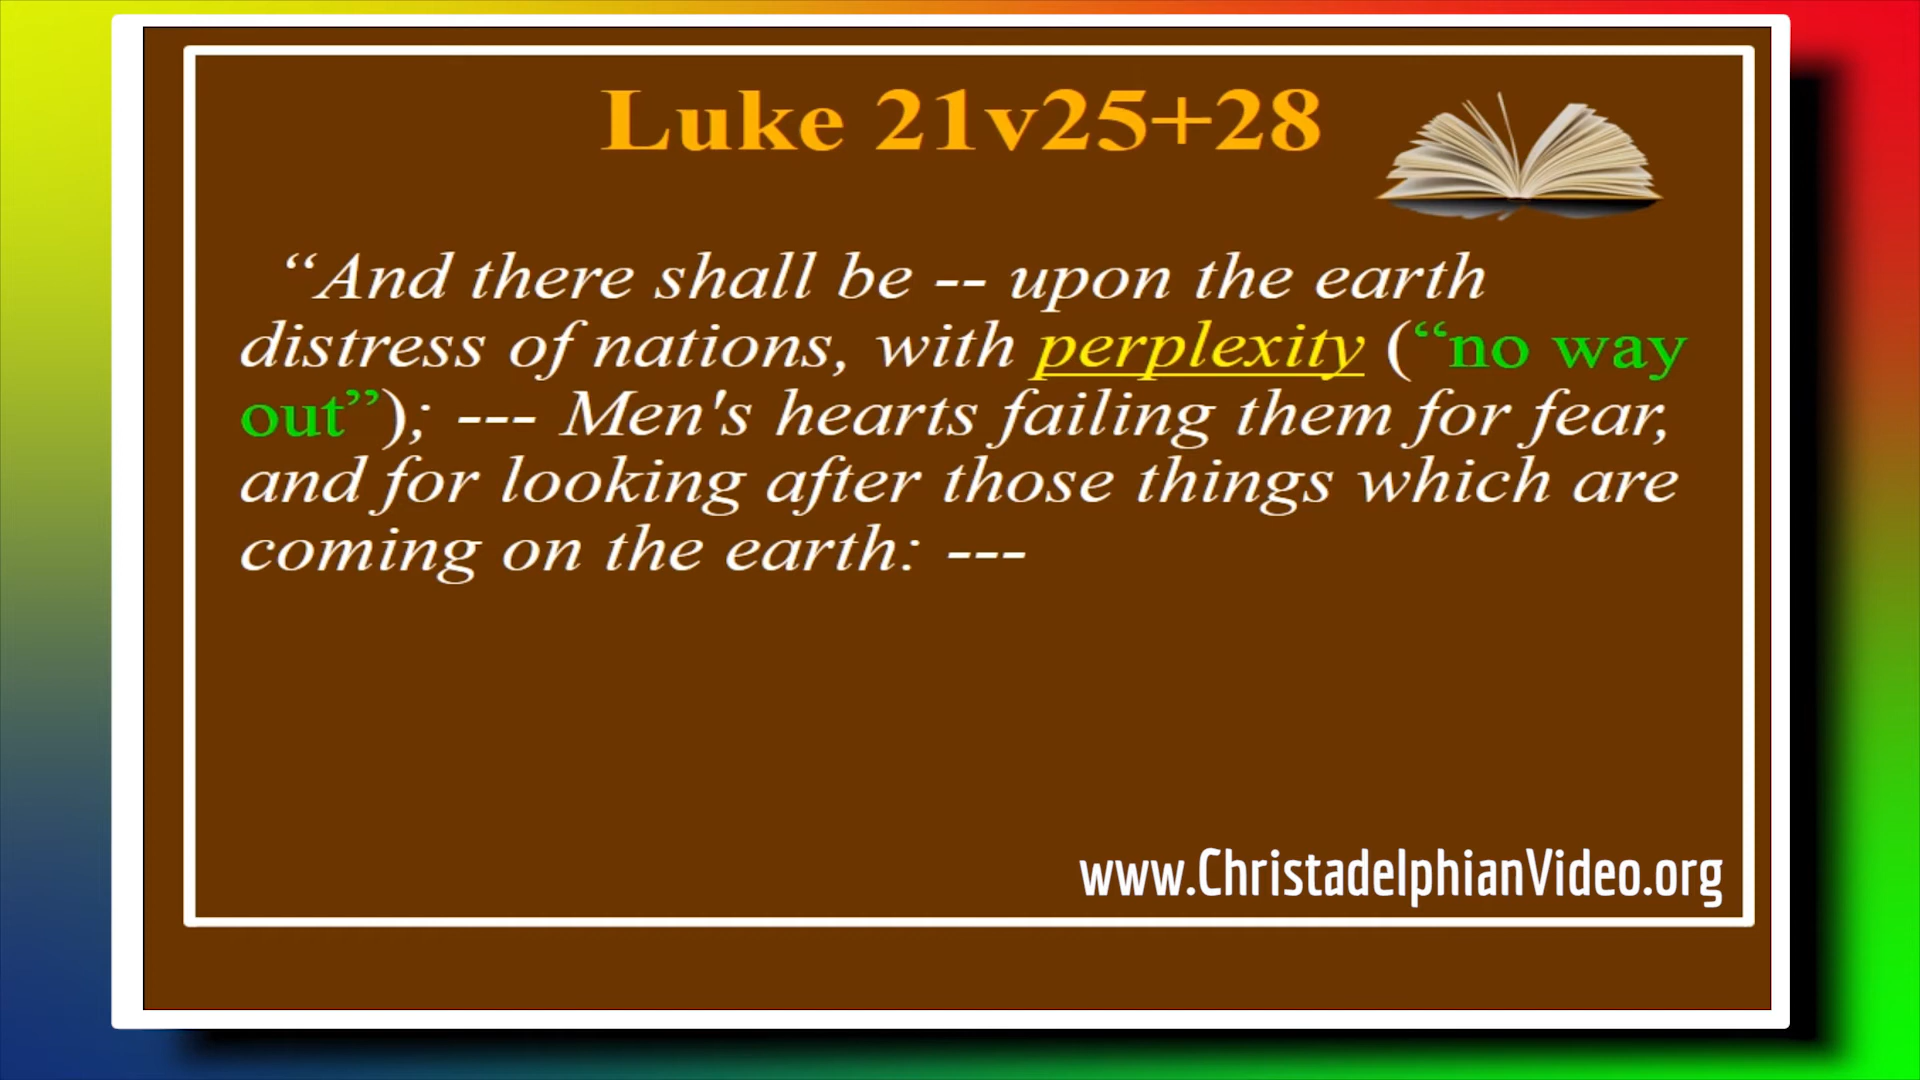 Luke 21v25+28
“And there shall be -- upon the earth
distress of nations, with perplexity (“no way
out”); --- Men's hearts failing them for fear,
and for looking after those things which are
coming on the earth: ---
www.ChristadelphianVideo.org